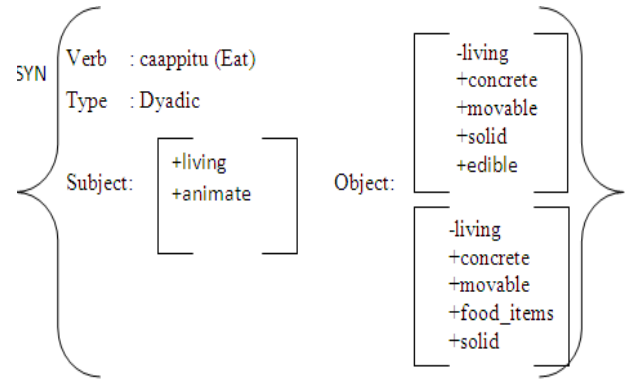 SYN
Verb : caappitu (Eat)
Type : Dyadic
Subject:
+living
+animate
Object:
-living
+concrete
+movable
+solid
+edible
-living
+concrete
+movable
+food_items
+solid